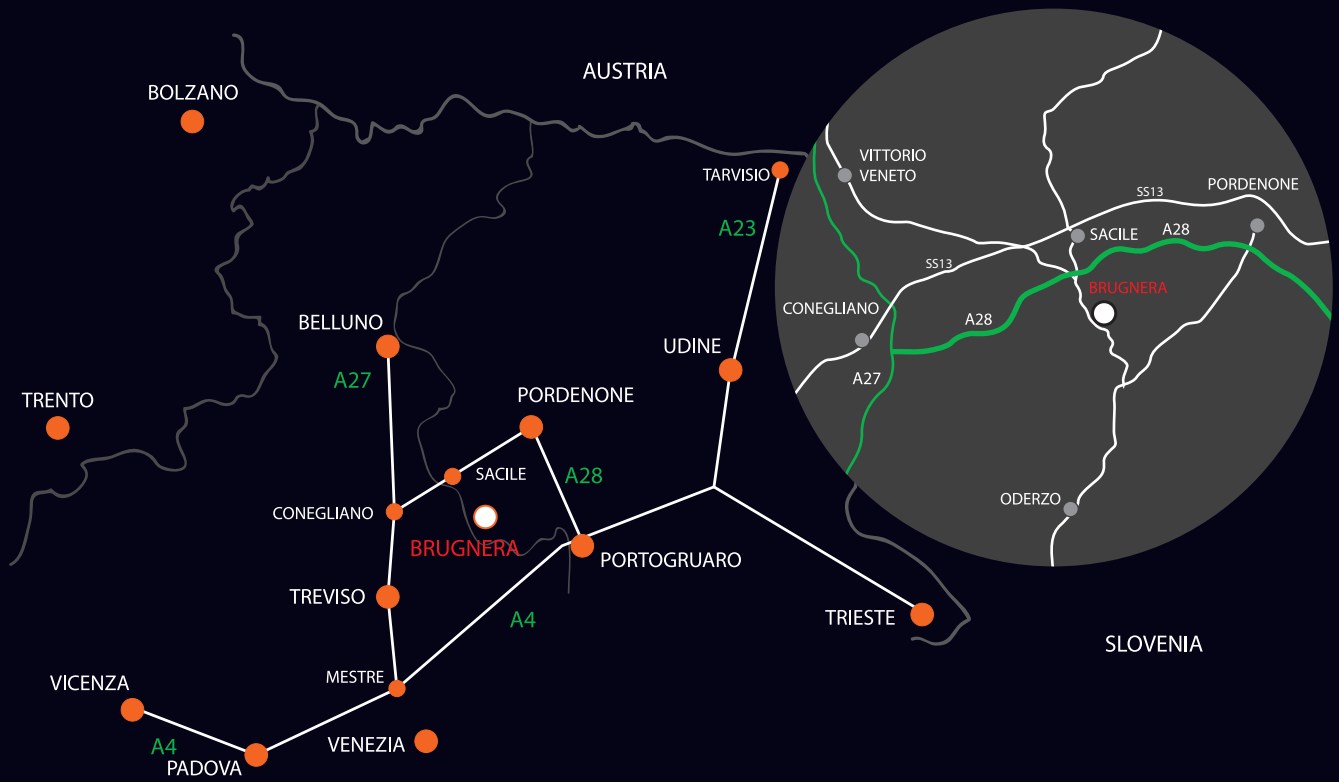 AUSTRIA
BOLZANO
TARVISIO
A23
BELLUNO
A27
UDINE
TRENTO
PORDENONE
SACILE
A28
CONEGLIANO
BRUGNERA
PORTOGRUARO
TREVISO
A4
TRIESTE
SLOVENIA
MESTRE
VICENZA
VENEZIA
A4
PADOVA
VITTORIO
VENETO
SS13
PORDENONE
SACILE
A28
SS13
BRUGNERA
CONEGLIANO
A28
A27
ODERZO